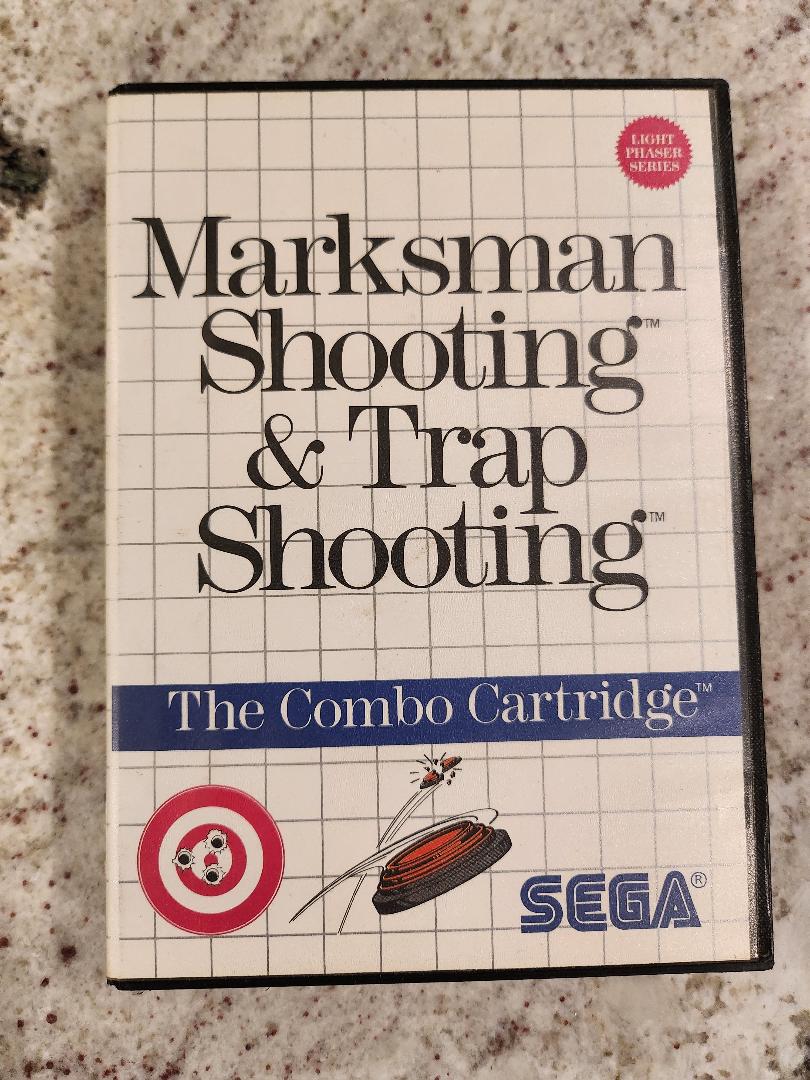 LIGHT
PHASER
SERIES
Marksman
Shooting™
& Trap
Shooting™
The Combo Cartridge™
SEGA®